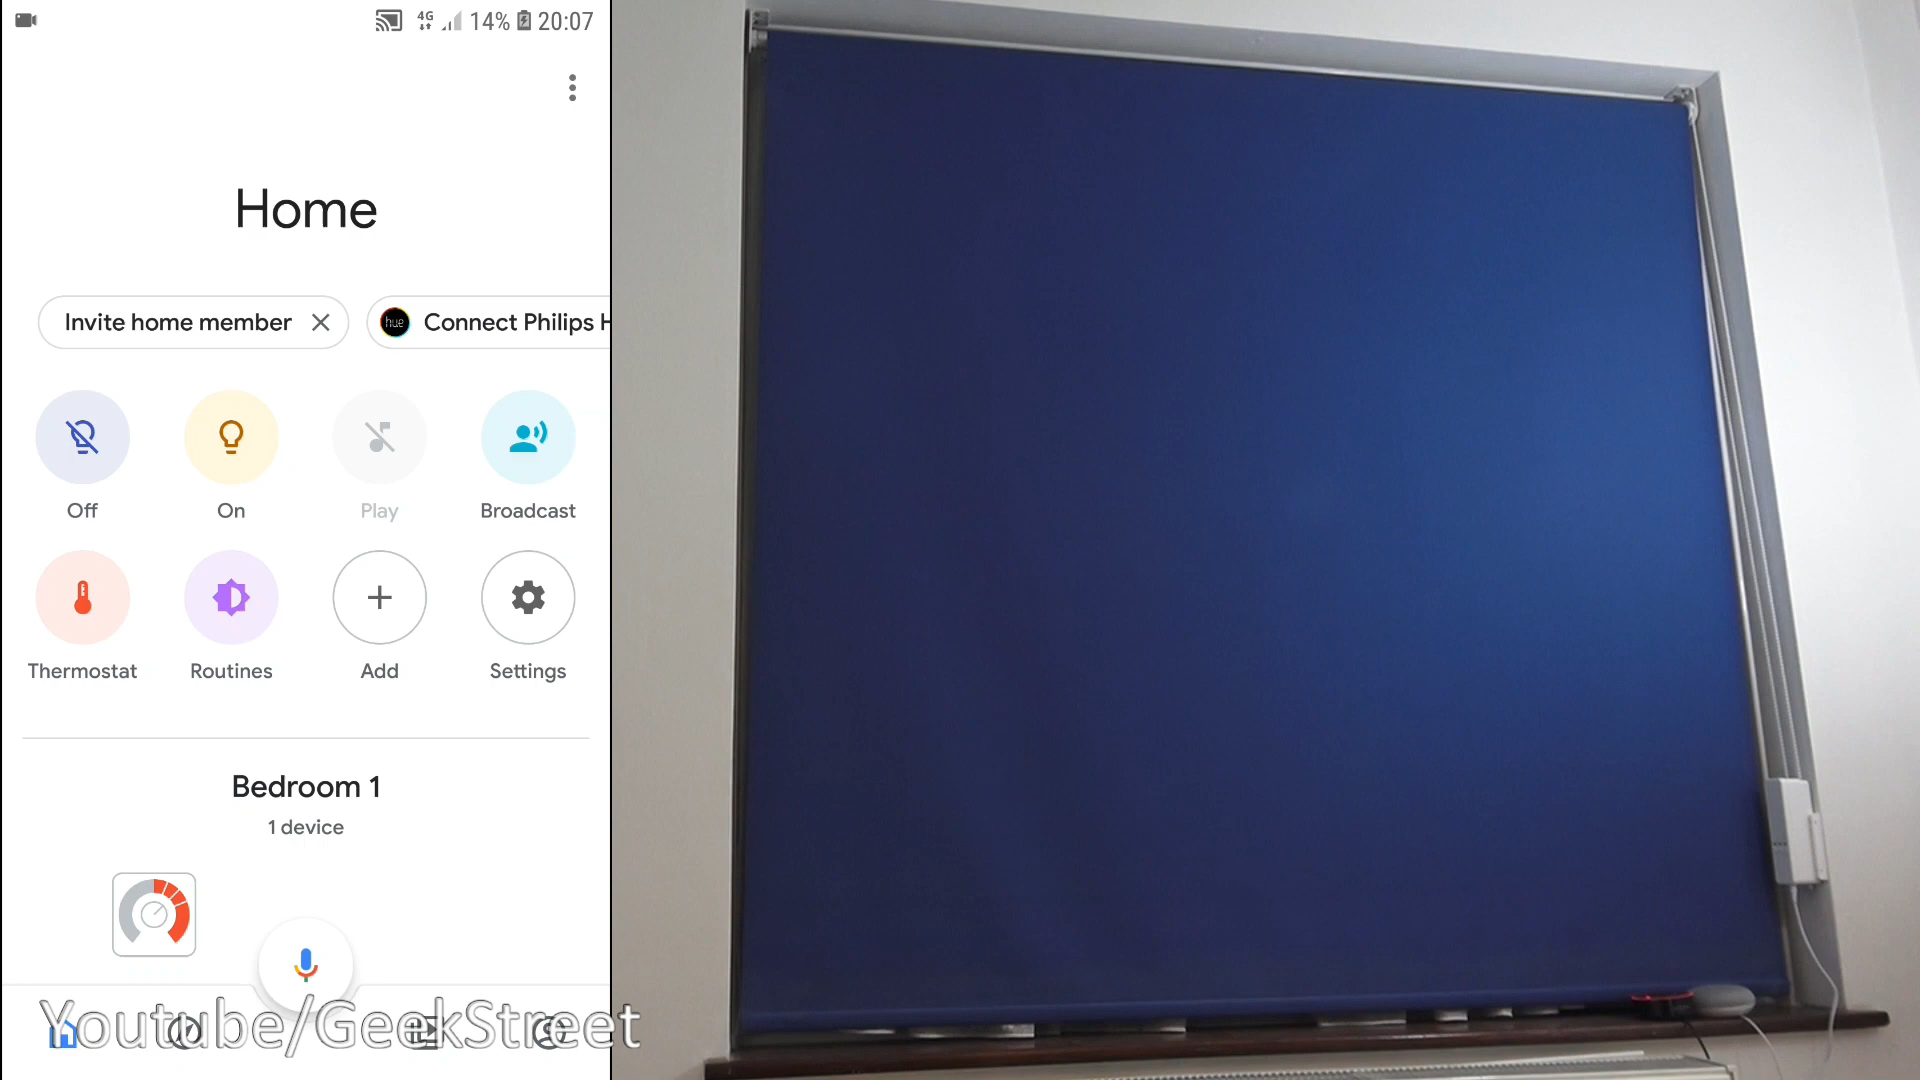 4G 14% 20:07
Home
Invite home member
hue Connect Philips H
Off On Play Broadcast
Thermostat Routines Add Settings
Bedroom 1
1 device
Youtube/GeekStreet